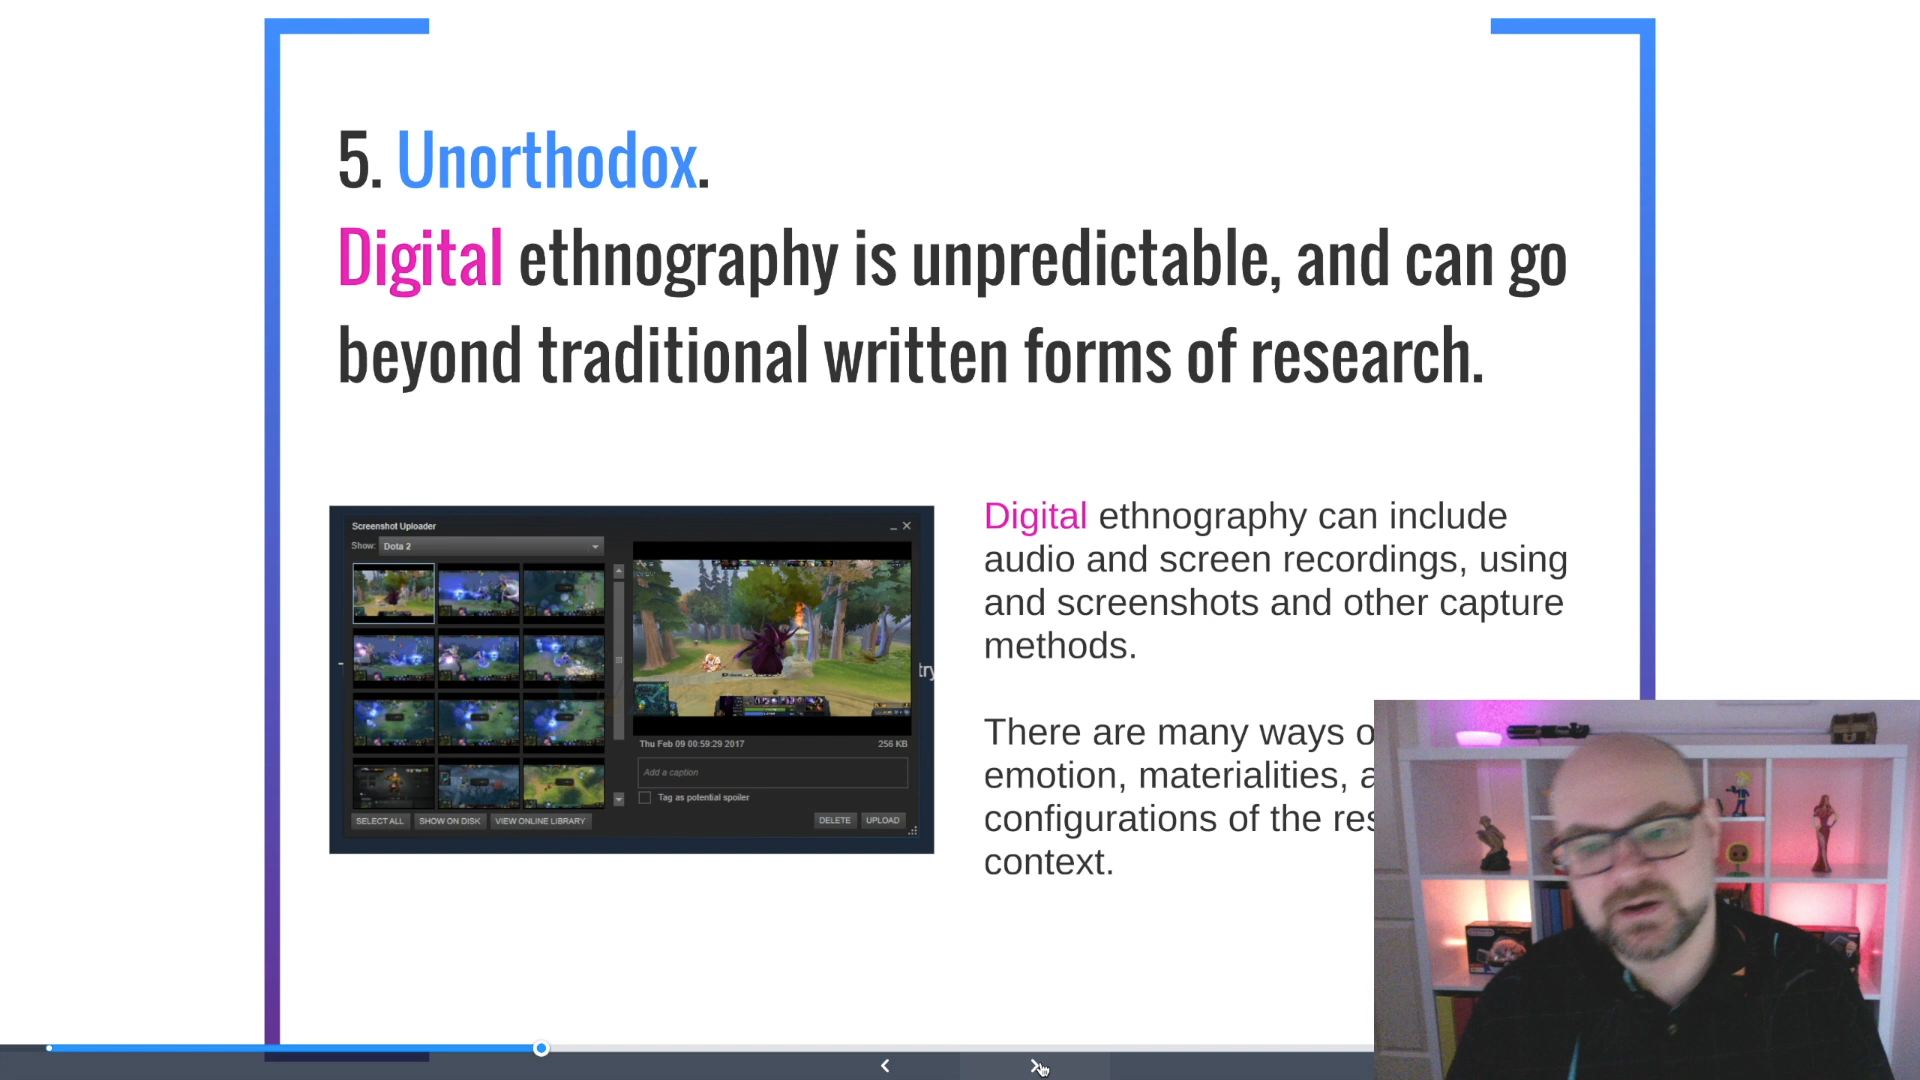 5. Unorthodox.
Digital ethnography is unpredictable, and can go
beyond traditional written forms of research.
Screenshot Uploader
Show: Dota 2
Thu Feb 09 00:59:29 2017 256 KB
Add a caption
Tag as potential spoiler
SELECT ALL SHOW ON DISK VIEW ONLINE LIBRARY DELETE UPLOAD
Digital ethnography can include
audio and screen recordings, using
and screenshots and other capture
methods.
There are many ways
emotion, materialities,
configurations of the
context.